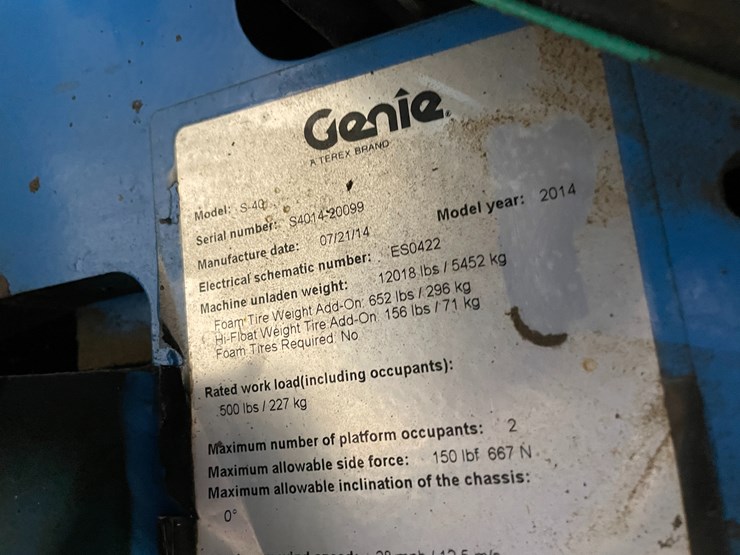 Genie
A TEREX BRAND
Model: S-40
Serial number: S4014-20099
Model year: 2014
Manufacture date: 07/21/14
Electrical schematic number: ES0422
Machine unladen weight: 12018 lbs / 5452 kg
Foam Tire Weight Add-On: 652 lbs / 296 kg
Hi-Float Weight Tire Add-On 156 lbs / 71 kg
Foam Tires Required: No
Rated work load(including occupants):
500 lbs / 227 kg
Maximum number of platform occupants: 2
Maximum allowable side force: 150 lbf 667 N
Maximum allowable inclination of the chassis:
0°